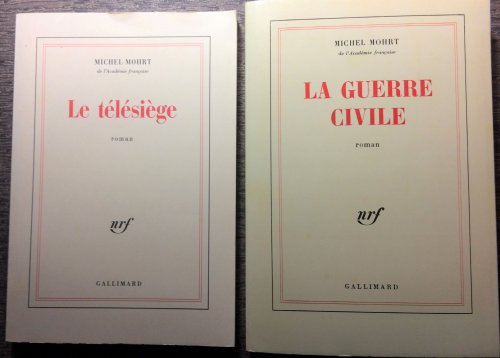 MICHEL MOHRT
de l'Académie française
Le télésiège
roman
nrf
GALLIMARD
MICHEL MOHRT
de l'Académie française
LA GUERRE
CIVILE
roman
nrf
GALLIMARD